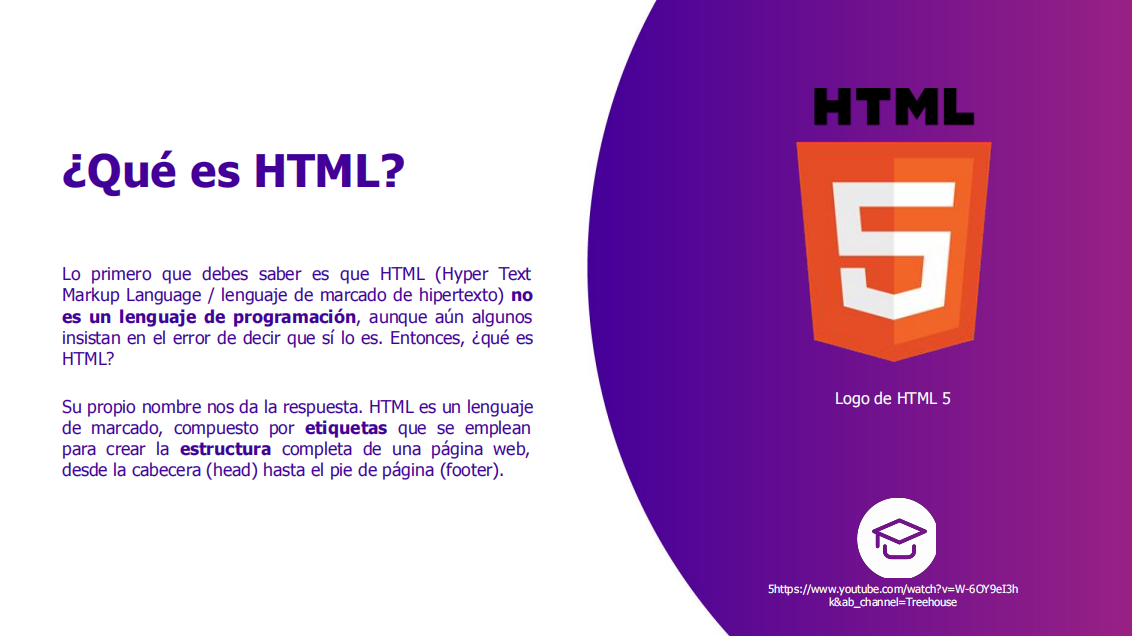 ¿Qué es HTML?
Lo primero que debes saber es que HTML (Hyper Text
Markup Language / lenguaje de marcado de hipertexto) no
es un lenguaje de programación, aunque aún algunos
insistan en el error de decir que sí lo es. Entonces, ¿qué es
HTML?
Su propio nombre nos da la respuesta. HTML es un lenguaje
de marcado, compuesto por etiquetas que se emplean
para crear la estructura completa de una página web,
desde la cabecera (head) hasta el pie de página (footer).
HTML
5
Logo de HTML 5
5https://www.youtube.com/watch?v=W-6OY9eI3h
k&ab_channel=Treehouse